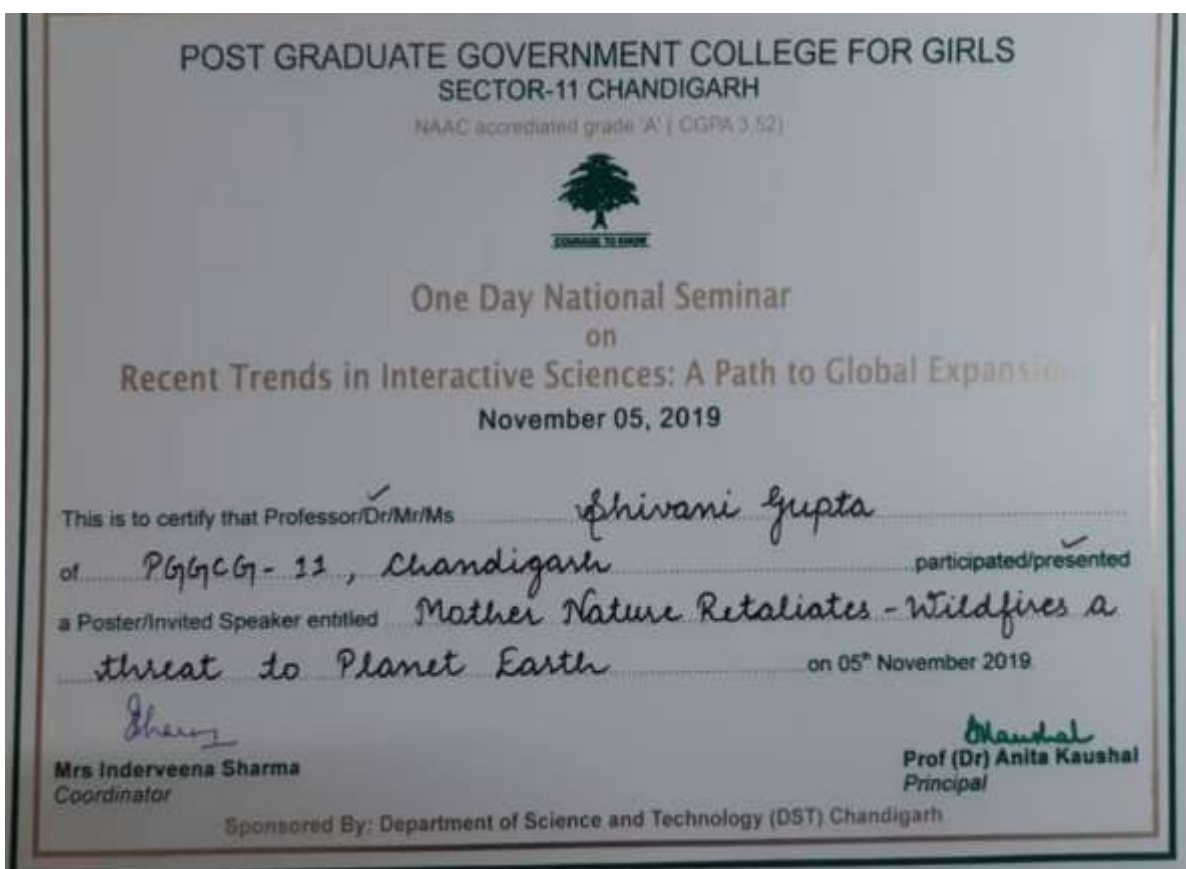 POST GRADUATE GOVERNMENT COLLEGE FOR GIRLS
SECTOR-11 CHANDIGARH
NAAC accrediated grade 'A' ( CGPA 3.52)
COURAGE TO KNOW
One Day National Seminar
on
Recent Trends in Interactive Sciences: A Path to Global Expansion
November 05, 2019
This is to certify that Professor/Dr/Mr/Ms Shivani Gupta
of PGGCG-11, Chandigarh participated/presented
a Poster/Invited Speaker entitled Mother Nature Retaliates - Wildfires a
threat to Planet Earth on 05th November 2019
Mrs Inderveena Sharma
Coordinator
Prof (Dr) Anita Kaushal
Principal
Sponsored By: Department of Science and Technology (DST) Chandigarh